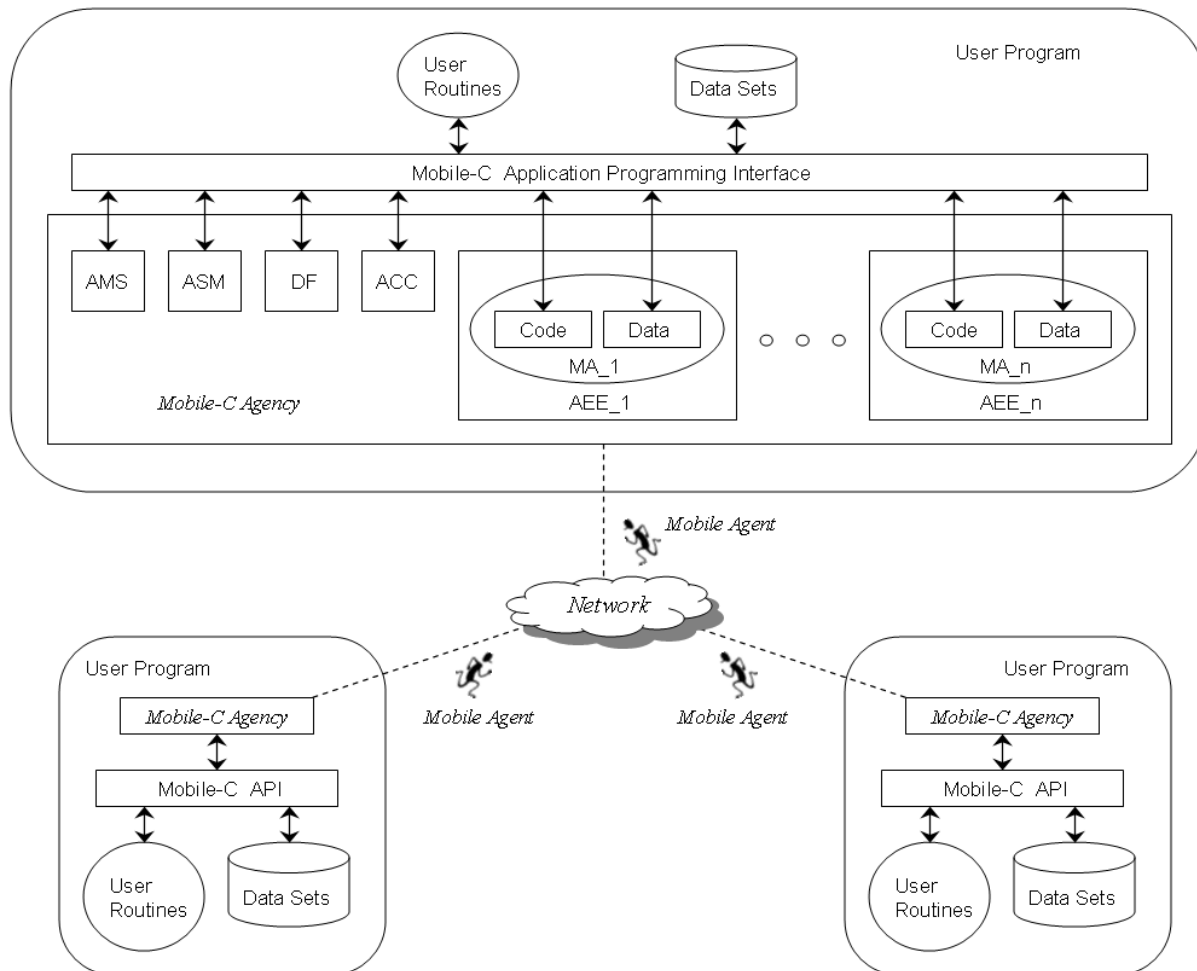 User Program
User
Routines
Data Sets
Mobile-C Application Programming Interface
AMS
ASM
DF
ACC
Code
Data
MA_1
AEE_1
Code
Data
MA_n
AEE_n
Mobile-C Agency
Mobile Agent
Network
User Program
Mobile-C Agency
Mobile-C API
User
Routines
Data Sets
Mobile Agent
Mobile Agent
User Program
Mobile-C Agency
Mobile-C API
User
Routines
Data Sets